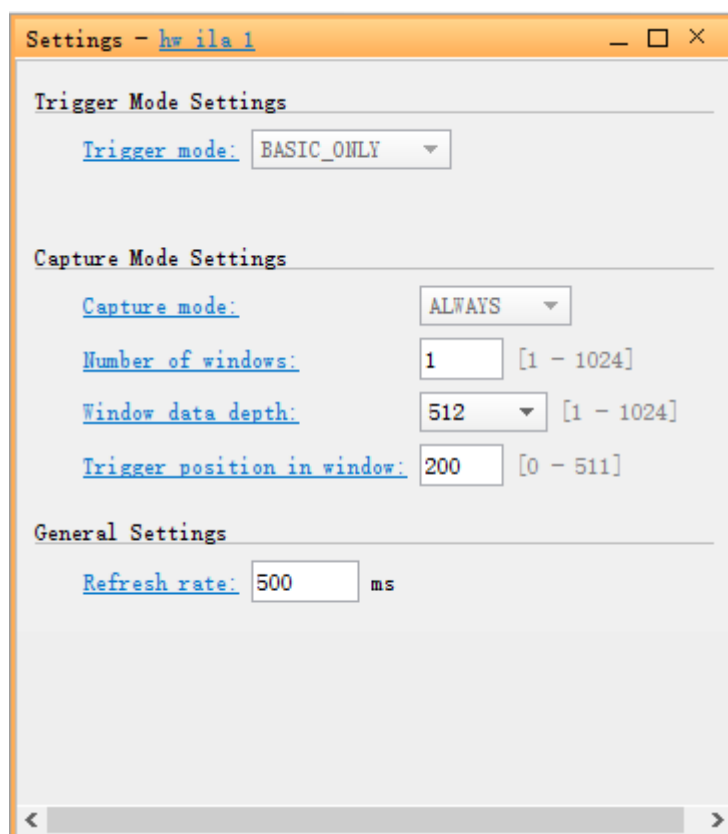 Settings - hw_ila_1
Trigger Mode Settings
Trigger mode: BASIC_ONLY
Capture Mode Settings
Capture mode: ALWAYS
Number of windows: 1 [1 - 1024]
Window data depth: 512 [1 - 1024]
Trigger position in window: 200 [0 - 511]
General Settings
Refresh rate: 500 ms